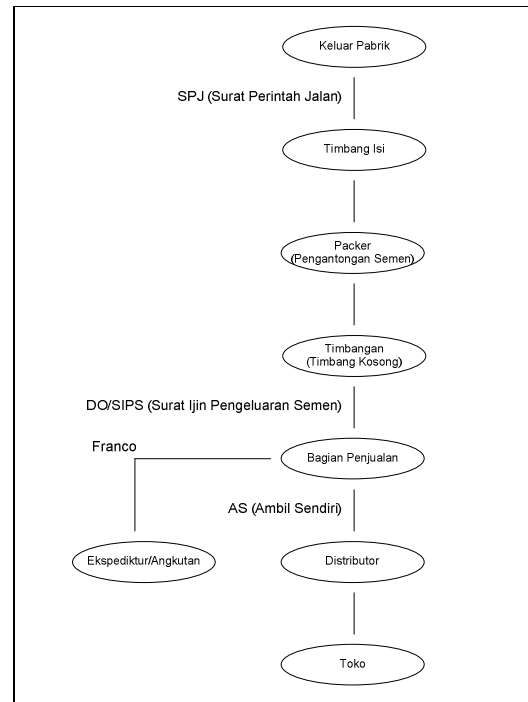 Keluar Pabrik
SPJ (Surat Perintah Jalan)
Timbang Isi
Packer
(Pengantongan Semen)
Timbangan
(Timbang Kosong)
DO/SIPS (Surat Ijin Pengeluaran Semen)
Franco
Bagian Penjualan
AS (Ambil Sendiri)
Ekspediktur/Angkutan
Distributor
Toko